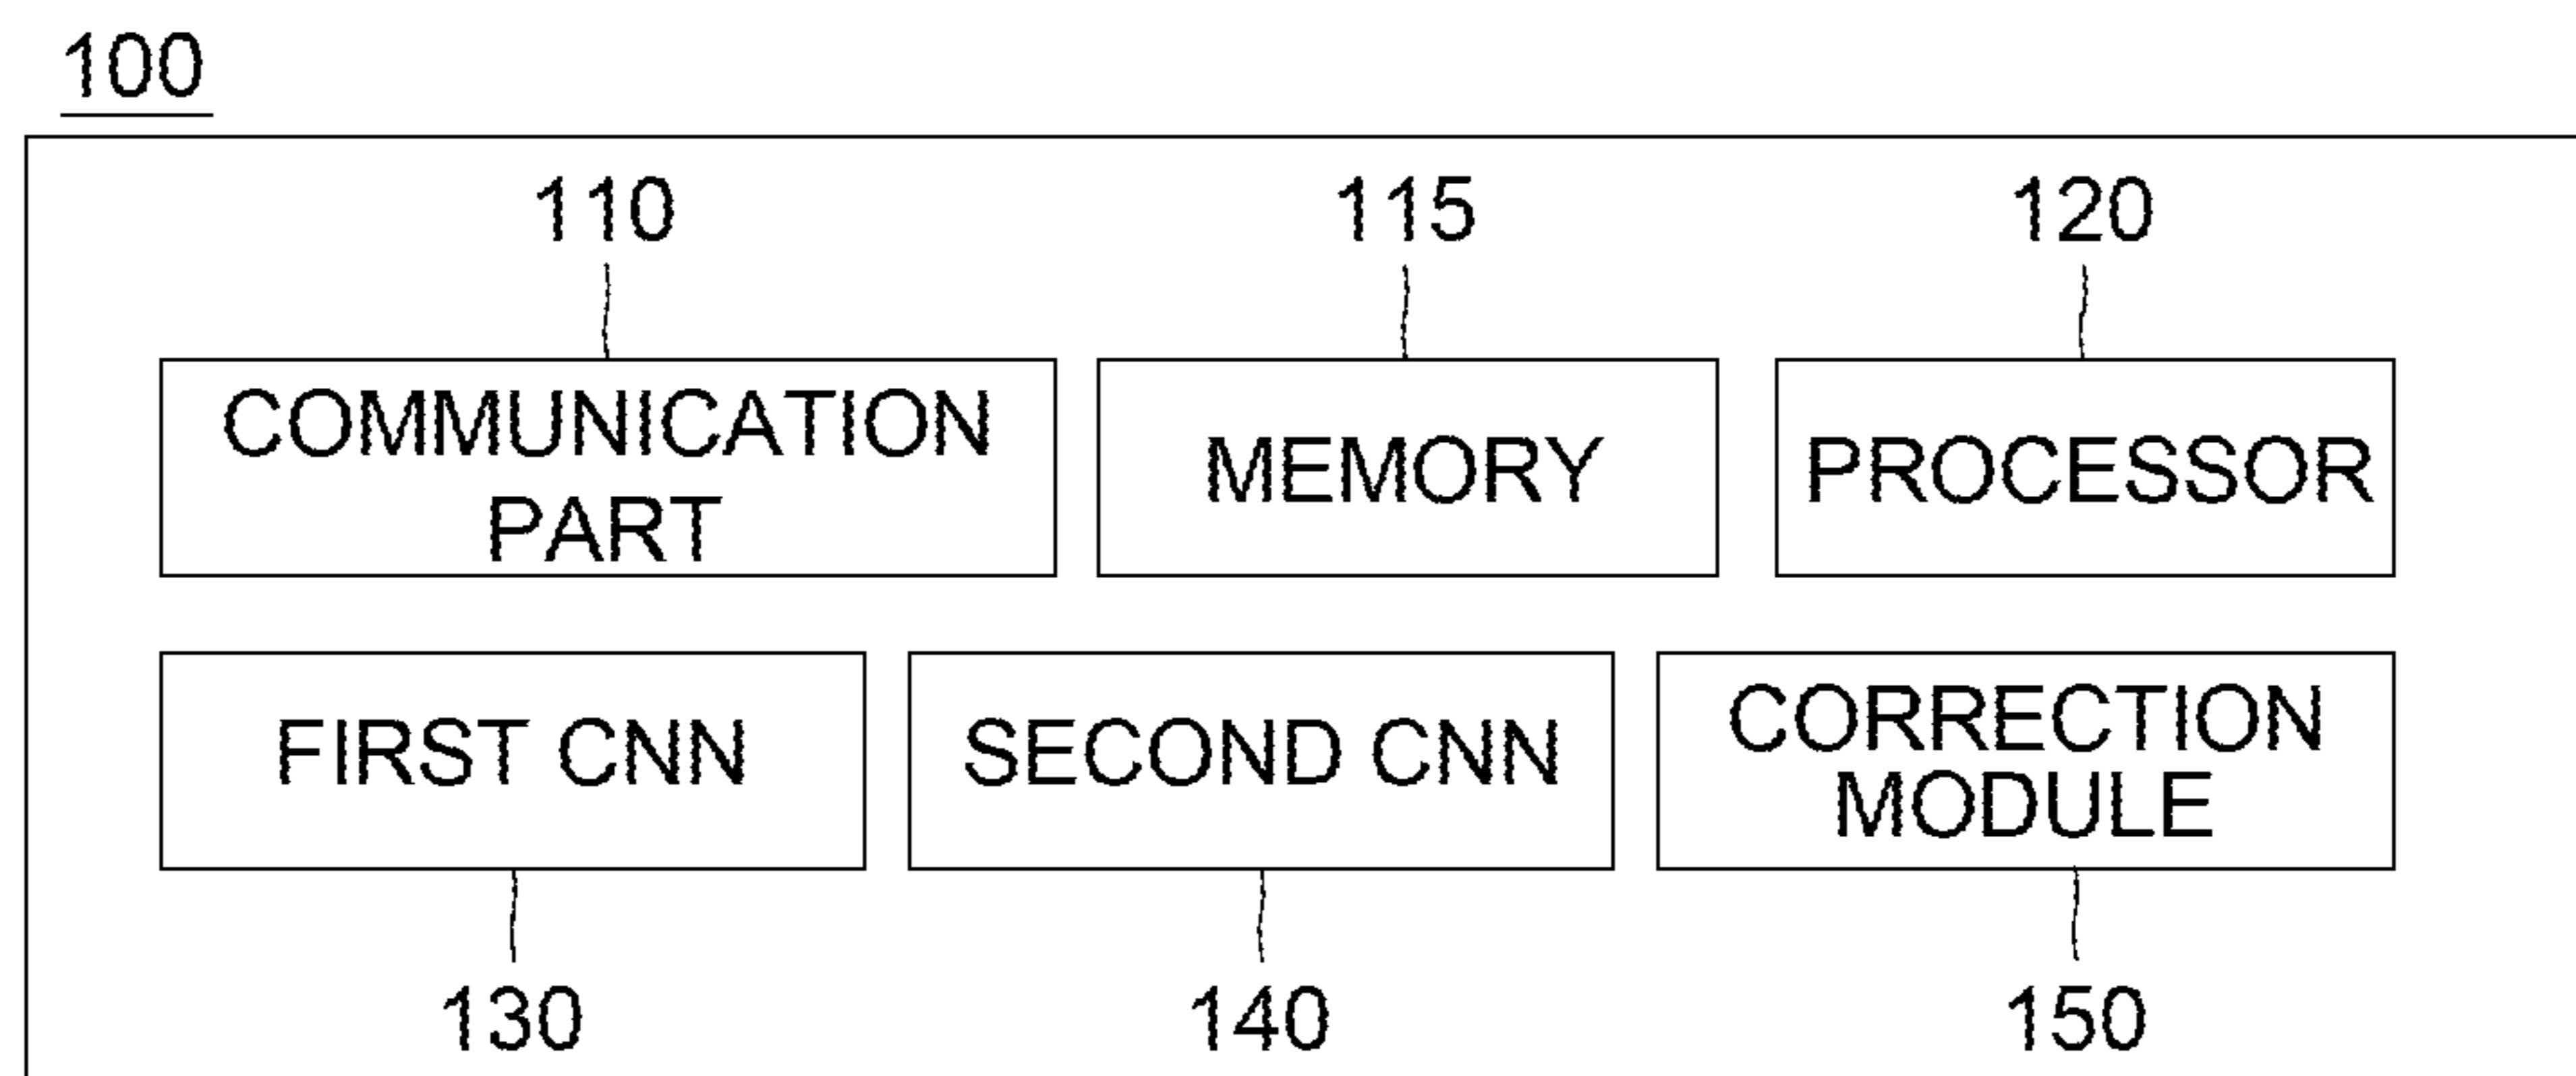 100
110
115
120
COMMUNICATION
PART
MEMORY
PROCESSOR
FIRST CNN
SECOND CNN
CORRECTION
MODULE
130
140
150